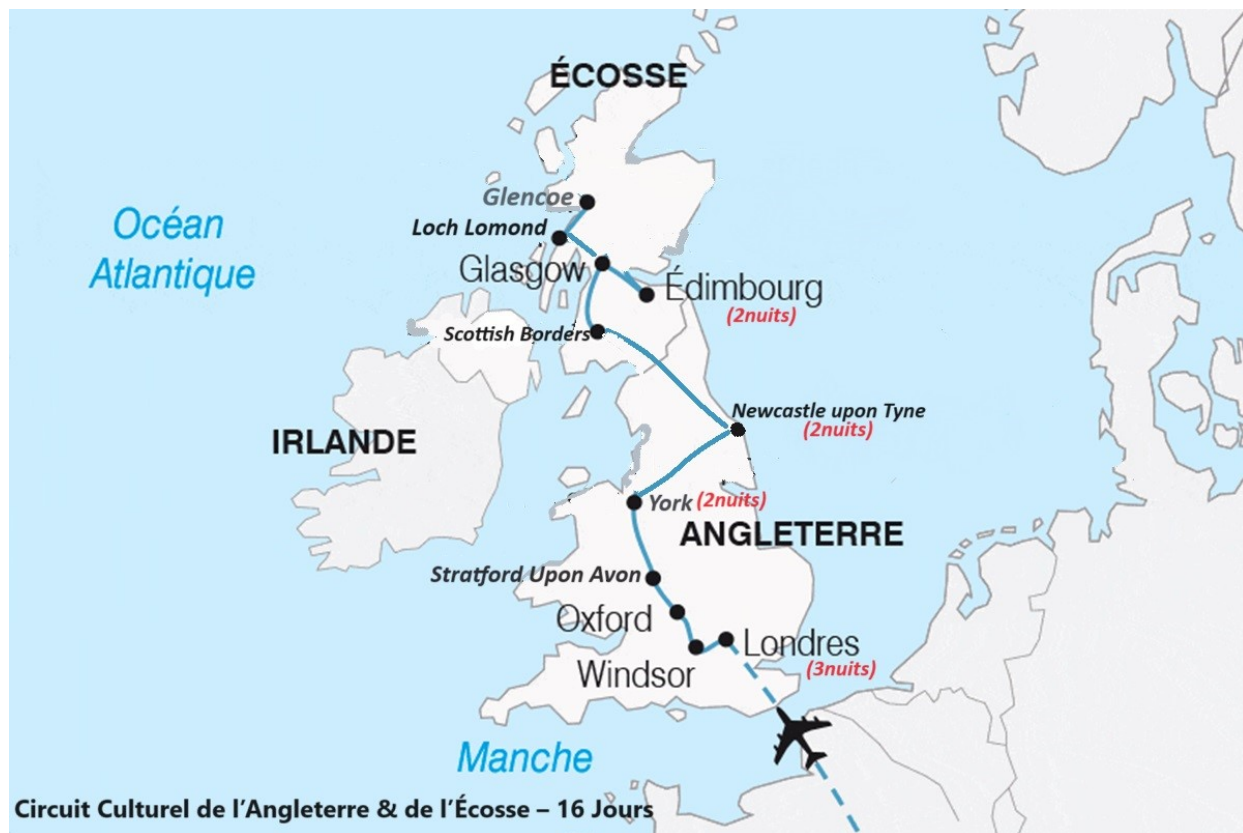 ÉCOSSE
Glencoe
Océan
Atlantique
Loch Lomond
Glasgow
Édimbourg
(2nuits)
Scottish Borders
Newcastle upon Tyne
(2nuits)
IRLANDE
York (2nuits)
ANGLETERRE
Stratford Upon Avon
Oxford
Londres
(3nuits)
Windsor
Manche
Circuit Culturel de l’Angleterre & de l’Écosse – 16 Jours